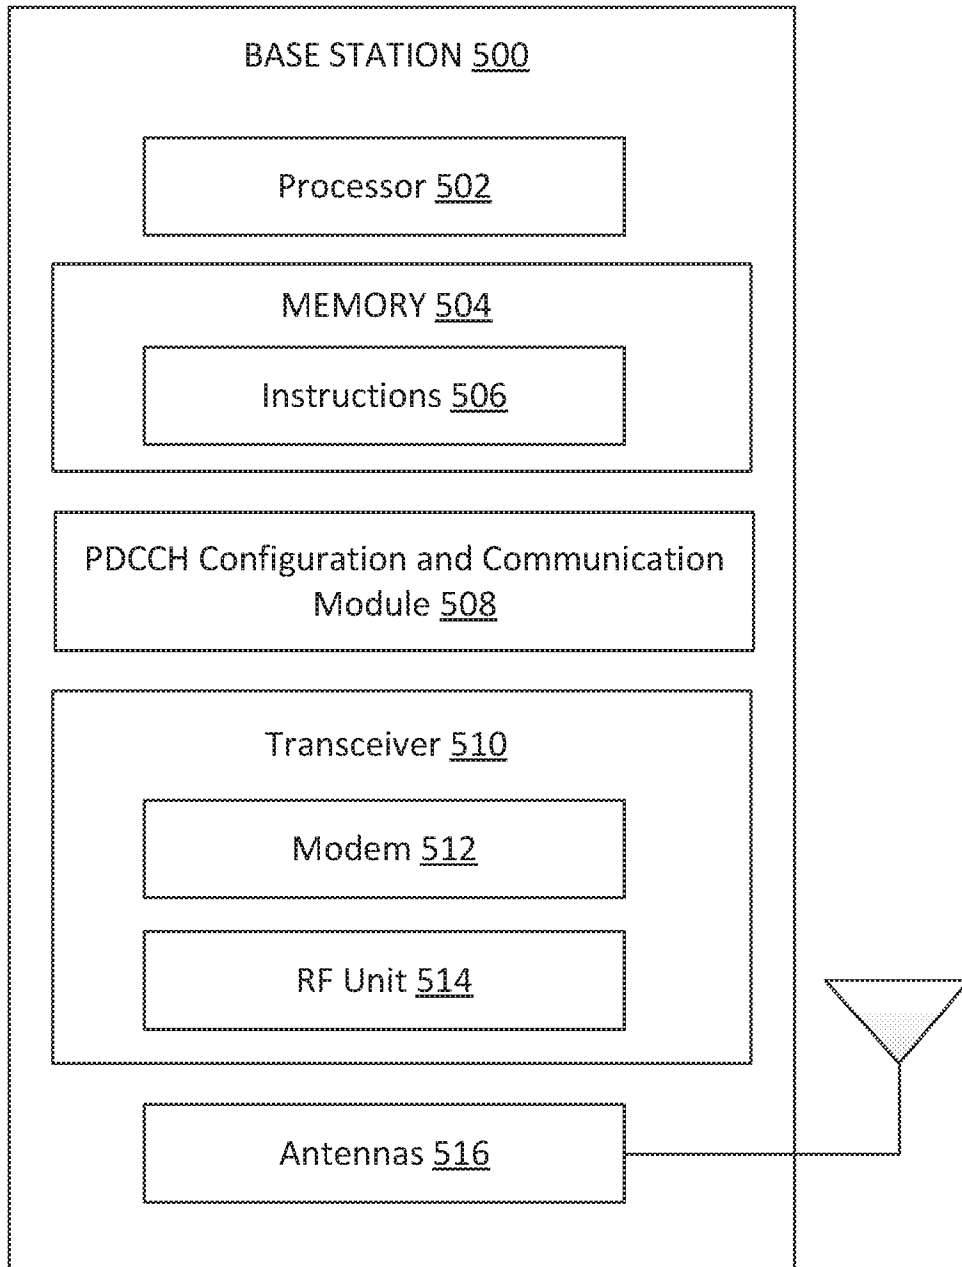 BASE STATION 500
Processor 502
MEMORY 504
Instructions 506
PDCCH Configuration and Communication
Module 508
Transceiver 510
Modem 512
RF Unit 514
Antennas 516